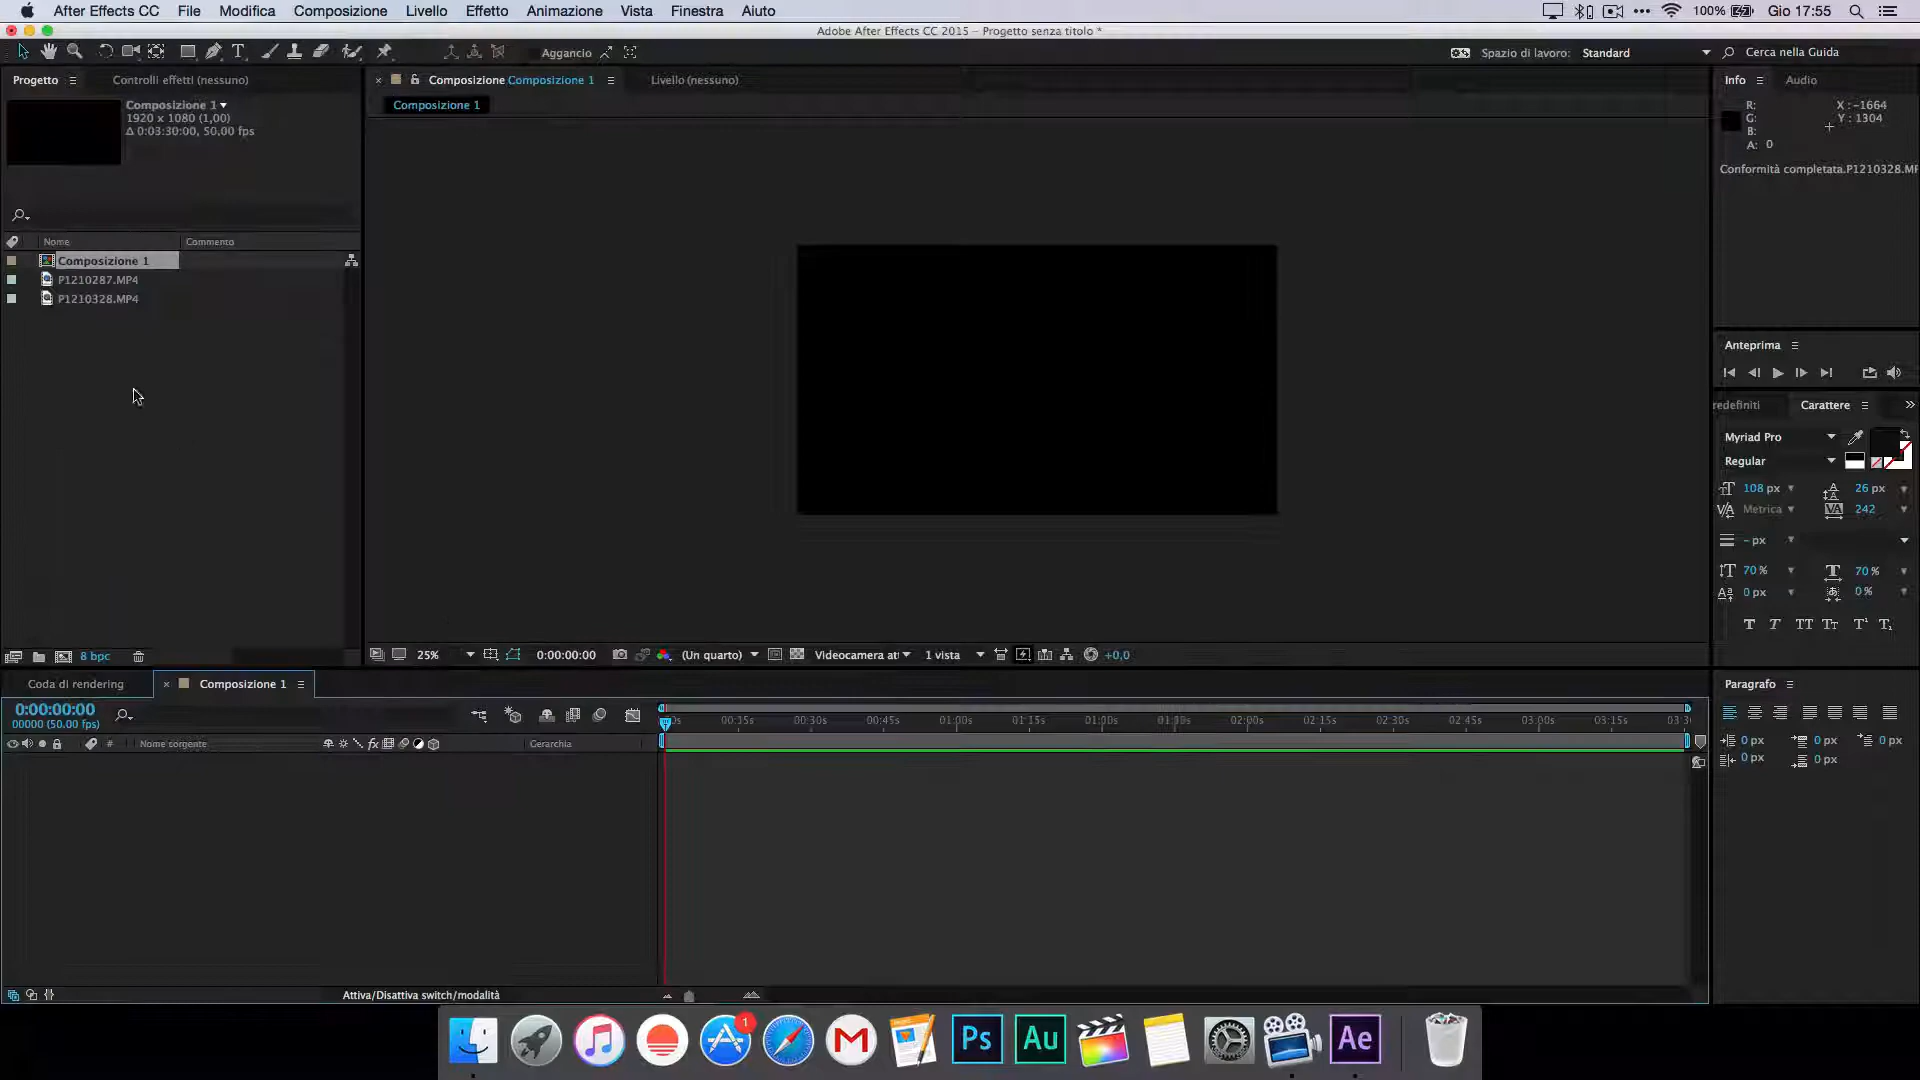 After Effects CC File Modifica Composizione Livello Effetto Animazione Vista Finestra Aiuto 100% Gio 17:55
Adobe After Effects CC 2015 – Progetto senza titolo *
Aggancio Spazio di lavoro: Standard Cerca nella Guida
Progetto Controlli effetti (nessuno) Composizione Composizione 1 Livello (nessuno) Info Audio
Composizione 1
1920 x 1080 (1,00)
Δ 0:03:30:00, 50,00 fps
Composizione 1
R: X : -1664
G: Y : 1304
B:
A: 0
Conformità completata.P1210328.MP
Nome Commento
Composizione 1
P1210287.MP4
P1210328.MP4
Anteprima
redefiniti Carattere
Myriad Pro
Regular
108 px 26 px
Metrica 242
- px
70 % 70 %
0 px 0 %
8 bpc 25% 0:00:00:00 (Un quarto) Videocamera at 1 vista +0,0
Coda di rendering Composizione 1
Paragrafo
0 px 0 px 0 px
0 px 0 px
0:00:00:00
00000 (50.00 fps)
00:15s 00:30s 00:45s 01:00s 01:15s 01:00s 01:30s 02:00s 02:15s 02:30s 02:45s 03:00s 03:15s 03:3
# Nome sorgente fx Gerarchia
Attiva/Disattiva switch/modalità
1
Ps Au Ae